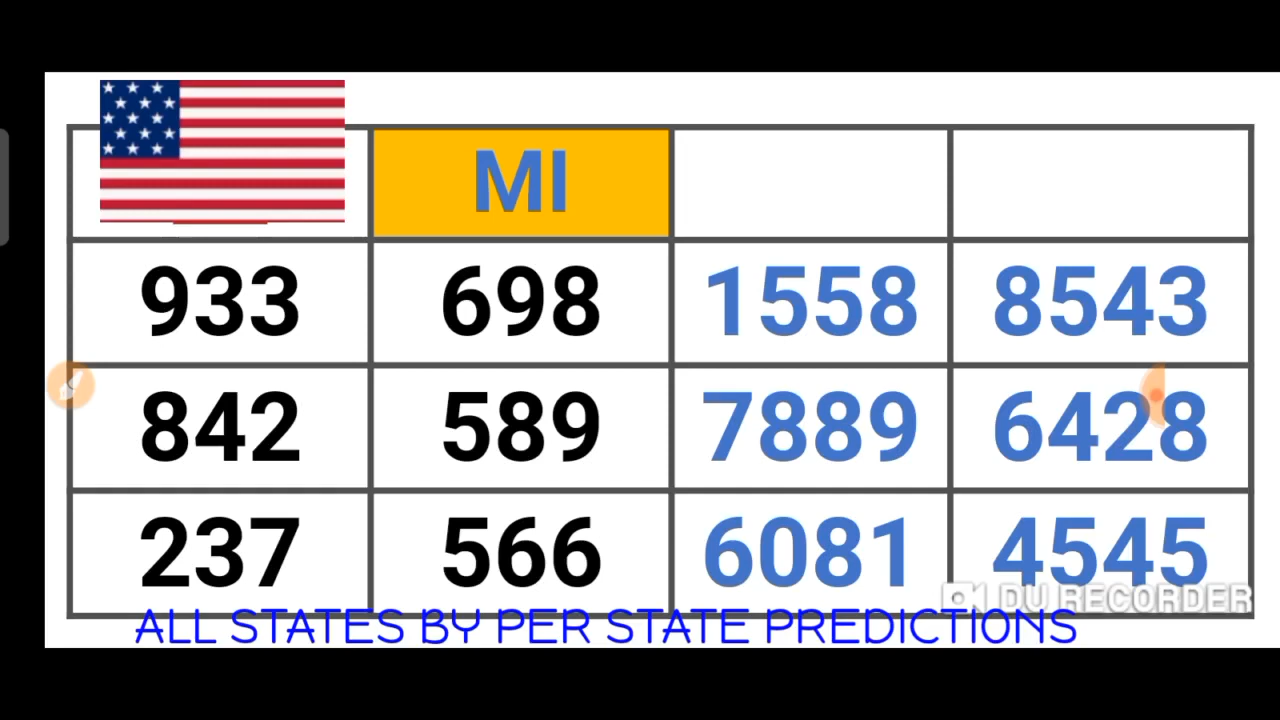 MI
933 698 1558 8543
842 589 7889 6428
237 566 6081 4545
DU RECORDER
ALL STATES BY PER STATE PREDICTIONS